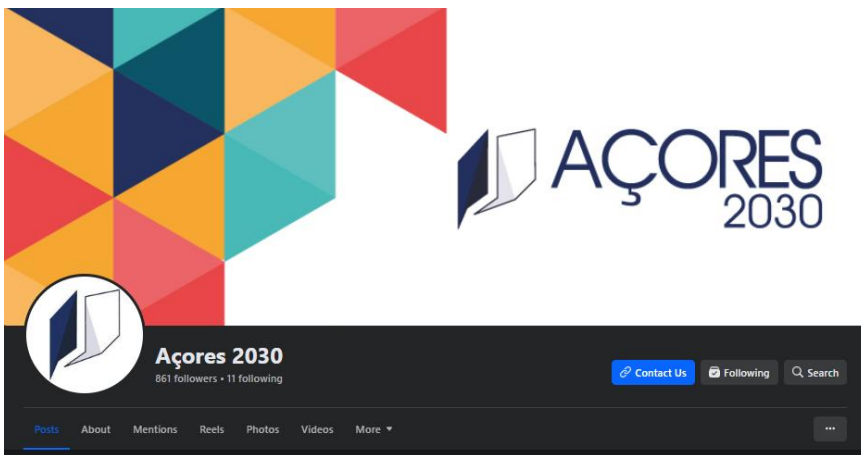 AÇORES
2030
Açores 2030
861 followers • 11 following
Contact Us
Following
Search
Posts
About
Mentions
Reels
Photos
Videos
More